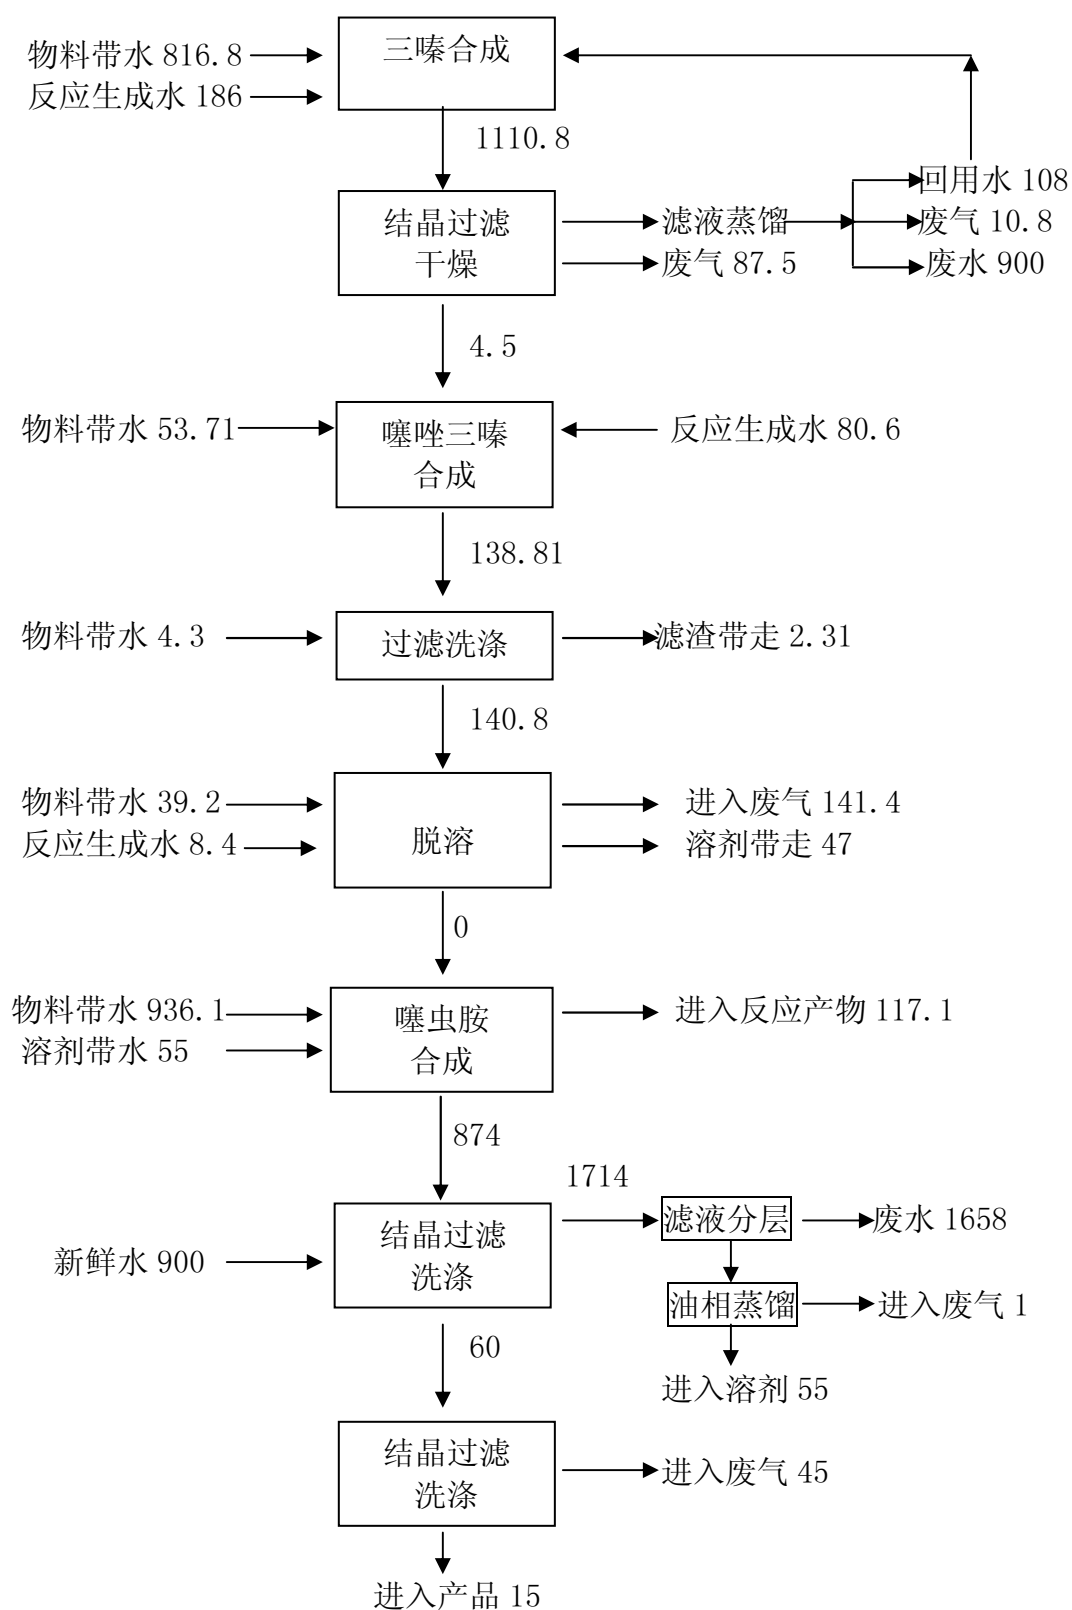 物料带水 816.8
反应生成水 186
三嗪合成
1110.8
结晶过滤
干燥
滤液蒸馏
废气 87.5
回用水 108
废气 10.8
废水 900
4.5
物料带水 53.71
噻唑三嗪
合成
反应生成水 80.6
138.81
物料带水 4.3
过滤洗涤
滤渣带走 2.31
140.8
物料带水 39.2
反应生成水 8.4
脱溶
进入废气 141.4
溶剂带走 47
0
物料带水 936.1
溶剂带水 55
噻虫胺
合成
进入反应产物 117.1
874
1714
新鲜水 900
结晶过滤
洗涤
滤液分层
废水 1658
油相蒸馏
进入废气 1
进入溶剂 55
60
结晶过滤
洗涤
进入废气 45
进入产品 15